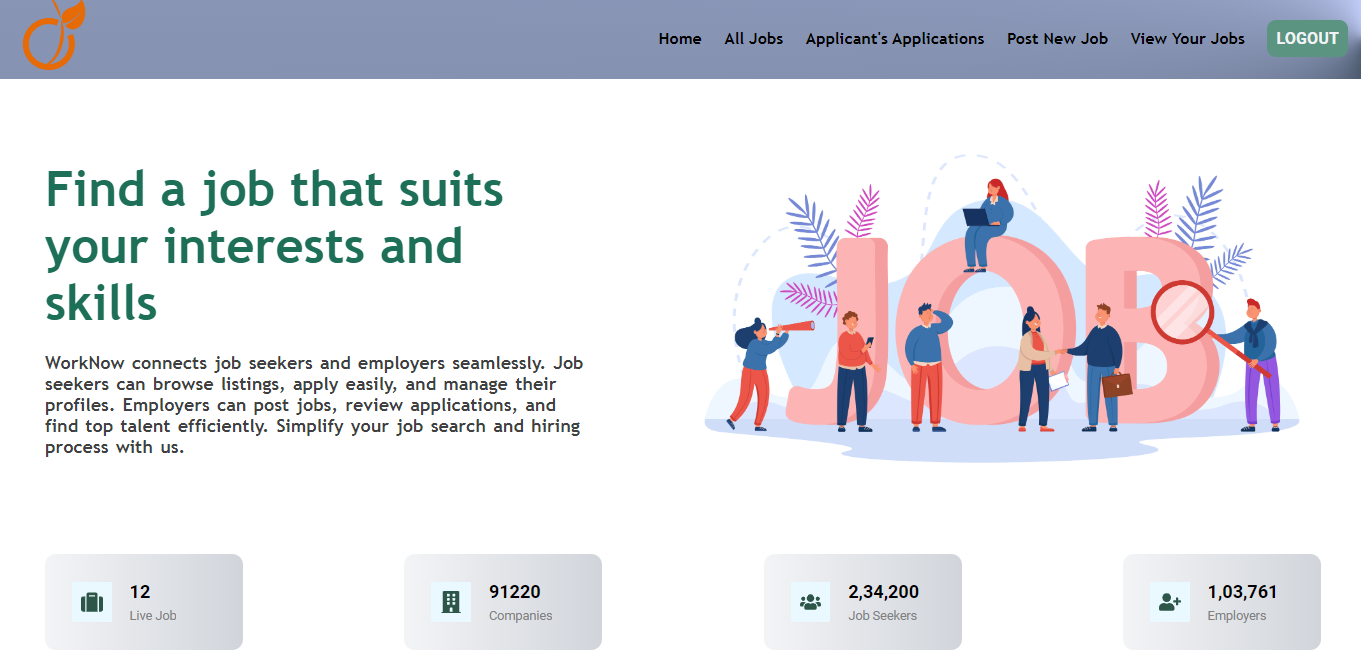 Home All Jobs Applicant's Applications Post New Job View Your Jobs LOGOUT
Find a job that suits
your interests and
skills
WorkNow connects job seekers and employers seamlessly. Job
seekers can browse listings, apply easily, and manage their
profiles. Employers can post jobs, review applications, and
find top talent efficiently. Simplify your job search and hiring
process with us.
JOB
12
Live Job
91220
Companies
2,34,200
Job Seekers
1,03,761
Employers